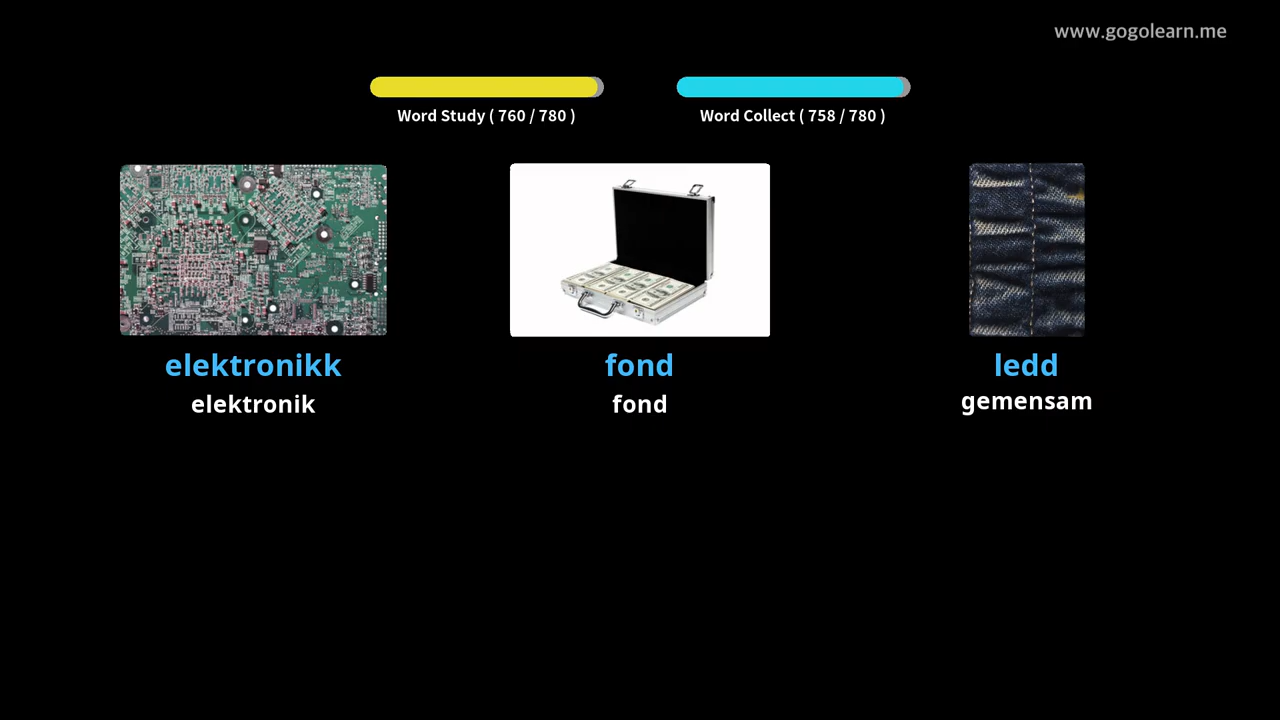 www.gogolearn.me
Word Study ( 760 / 780 )
Word Collect ( 758 / 780 )
elektronikk
fond
ledd
elektronik
fond
gemensam